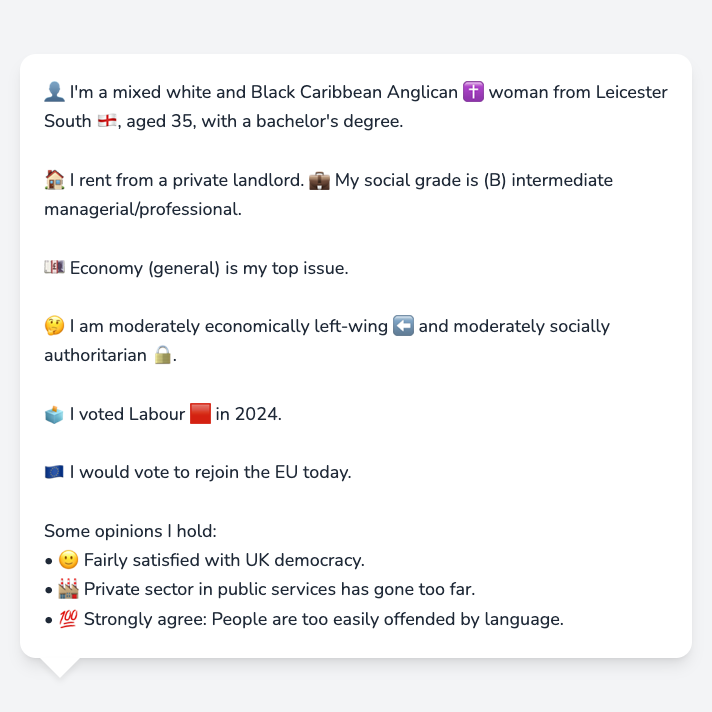 👤 I'm a mixed white and Black Caribbean Anglican ✝️ woman from Leicester
South 🏴󠁧󠁢󠁥󠁮󠁧󠁿, aged 35, with a bachelor's degree.
🏠 I rent from a private landlord. 💼 My social grade is (B) intermediate
managerial/professional.
💷 Economy (general) is my top issue.
🤔 I am moderately economically left-wing ⬅️ and moderately socially
authoritarian 🔒.
🗳️ I voted Labour 🟥 in 2024.
🇪🇺 I would vote to rejoin the EU today.
Some opinions I hold:
• 🙂 Fairly satisfied with UK democracy.
• 🏭 Private sector in public services has gone too far.
• 💯 Strongly agree: People are too easily offended by language.